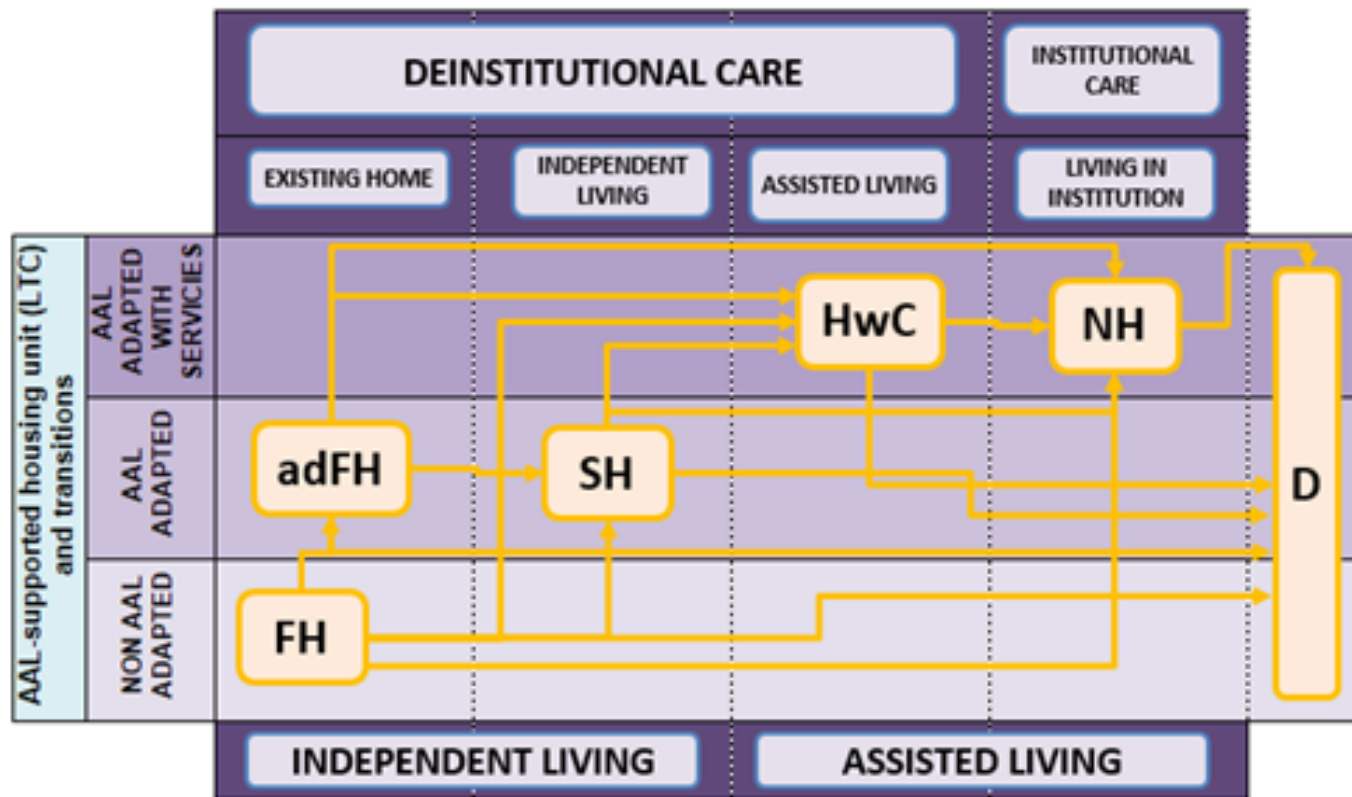 DEINSTITUTIONAL CARE
INSTITUTIONAL
CARE
EXISTING HOME
INDEPENDENT
LIVING
ASSISTED LIVING
LIVING IN
INSTITUTION
AAL-supported housing unit (LTC)
and transitions
AAL
ADAPTED
WITH
SERVICIES
HwC
NH
AAL
ADAPTED
adFH
SH
D
NON AAL
ADAPTED
FH
INDEPENDENT LIVING
ASSISTED LIVING